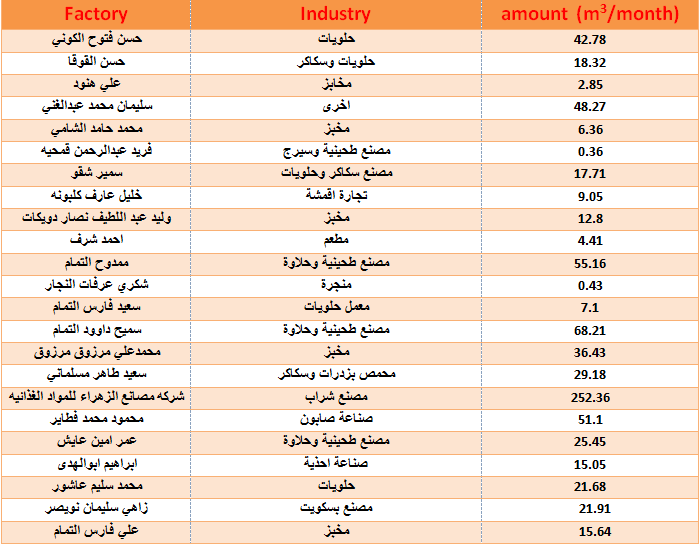 Factory Industry amount (m³/month)
حسن فتوح الكوني حلويات 42.78
حسن القوقا حلويات وسكاكر 18.32
علي هنود مخابز 2.85
سليمان محمد عبدالغني اخرى 48.27
محمد حامد الشامي مخبز 6.36
فريد عبدالرحمن قمحيه مصنع طحينية وسيرج 0.36
سمير شقو مصنع سكاكر وحلويات 17.71
خليل عارف كلبونه تجارة اقمشة 9.05
وليد عبد اللطيف نصار دويكات مخبز 12.8
احمد شرف مطعم 4.41
ممدوح التمام مصنع طحينية وحلاوة 55.16
شكري عرفات النجار منجرة 0.43
سعيد فارس التمام معمل حلويات 7.1
سميح داوود التمام مصنع طحينية وحلاوة 68.21
محمدعلي مرزوق مرزوق مخبز 36.43
سعيد طاهر مسلماني محمص بزدرات وسكاكر 29.18
شركه مصانع الزهراء للمواد الغذائيه مصنع شراب 252.36
محمود محمد فطاير صناعة صابون 51.1
عمر امين عايش مصنع طحينية وحلاوة 25.45
ابراهيم ابوالهدى صناعة احذية 15.05
محمد سليم عاشور حلويات 21.68
زاهي سليمان نويصر مصنع بسكويت 21.91
علي فارس التمام مخبز 15.64